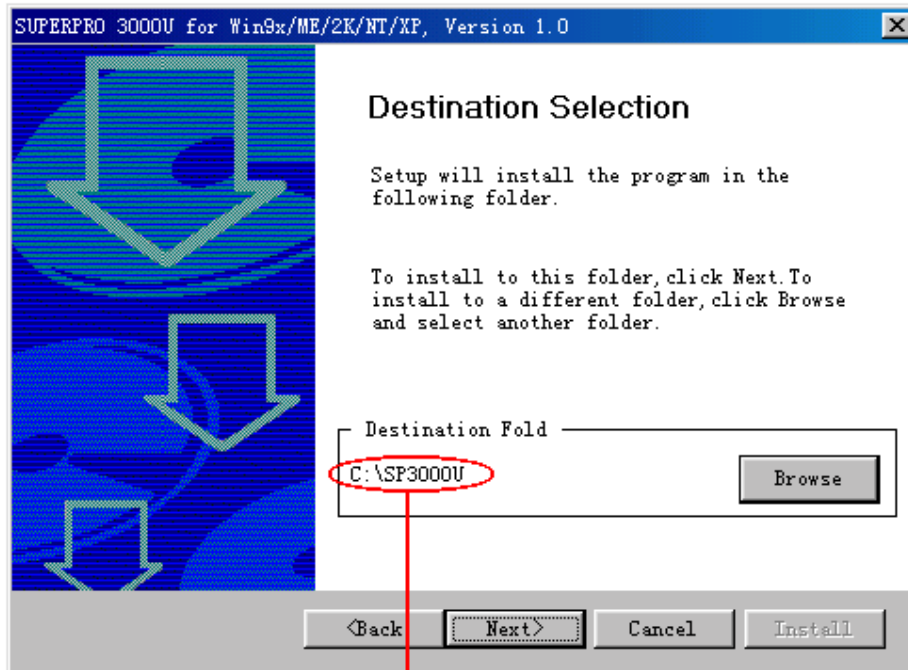 SUPERPRO 3000U for Win9x/ME/2K/NT/XP, Version 1.0
Destination Selection
Setup will install the program in the
following folder.
To install to this folder,click Next.To
install to a different folder,click Browse
and select another folder.
Destination Fold
C:\SP3000U
Browse
<Back
Next>
Cancel
Install